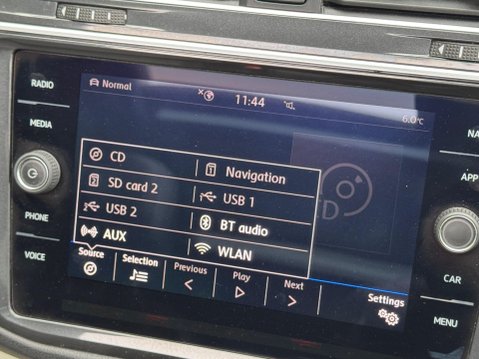 RADIO
MEDIA
PHONE
VOICE
Normal
11:44
6.0°C
CD
Navigation
SD card 2
USB 1
USB 2
BT audio
AUX
WLAN
Source
Selection
Previous
Play
Next
Settings
NA
APP
CAR
MENU